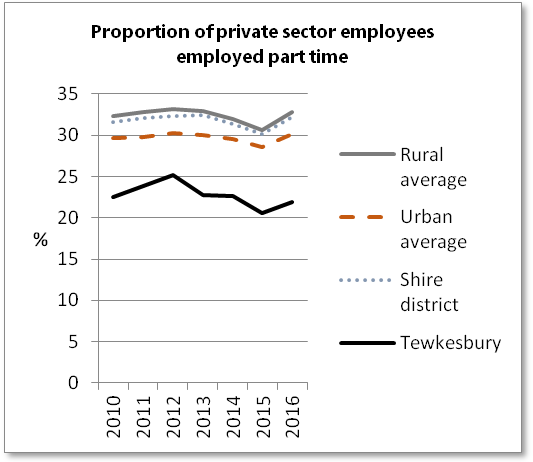 Proportion of private sector employees
employed part time
35
30
25
20
15
10
5
0
%
2010
2011
2012
2013
2014
2015
2016
Rural
average
Urban
average
Shire
district
Tewkesbury